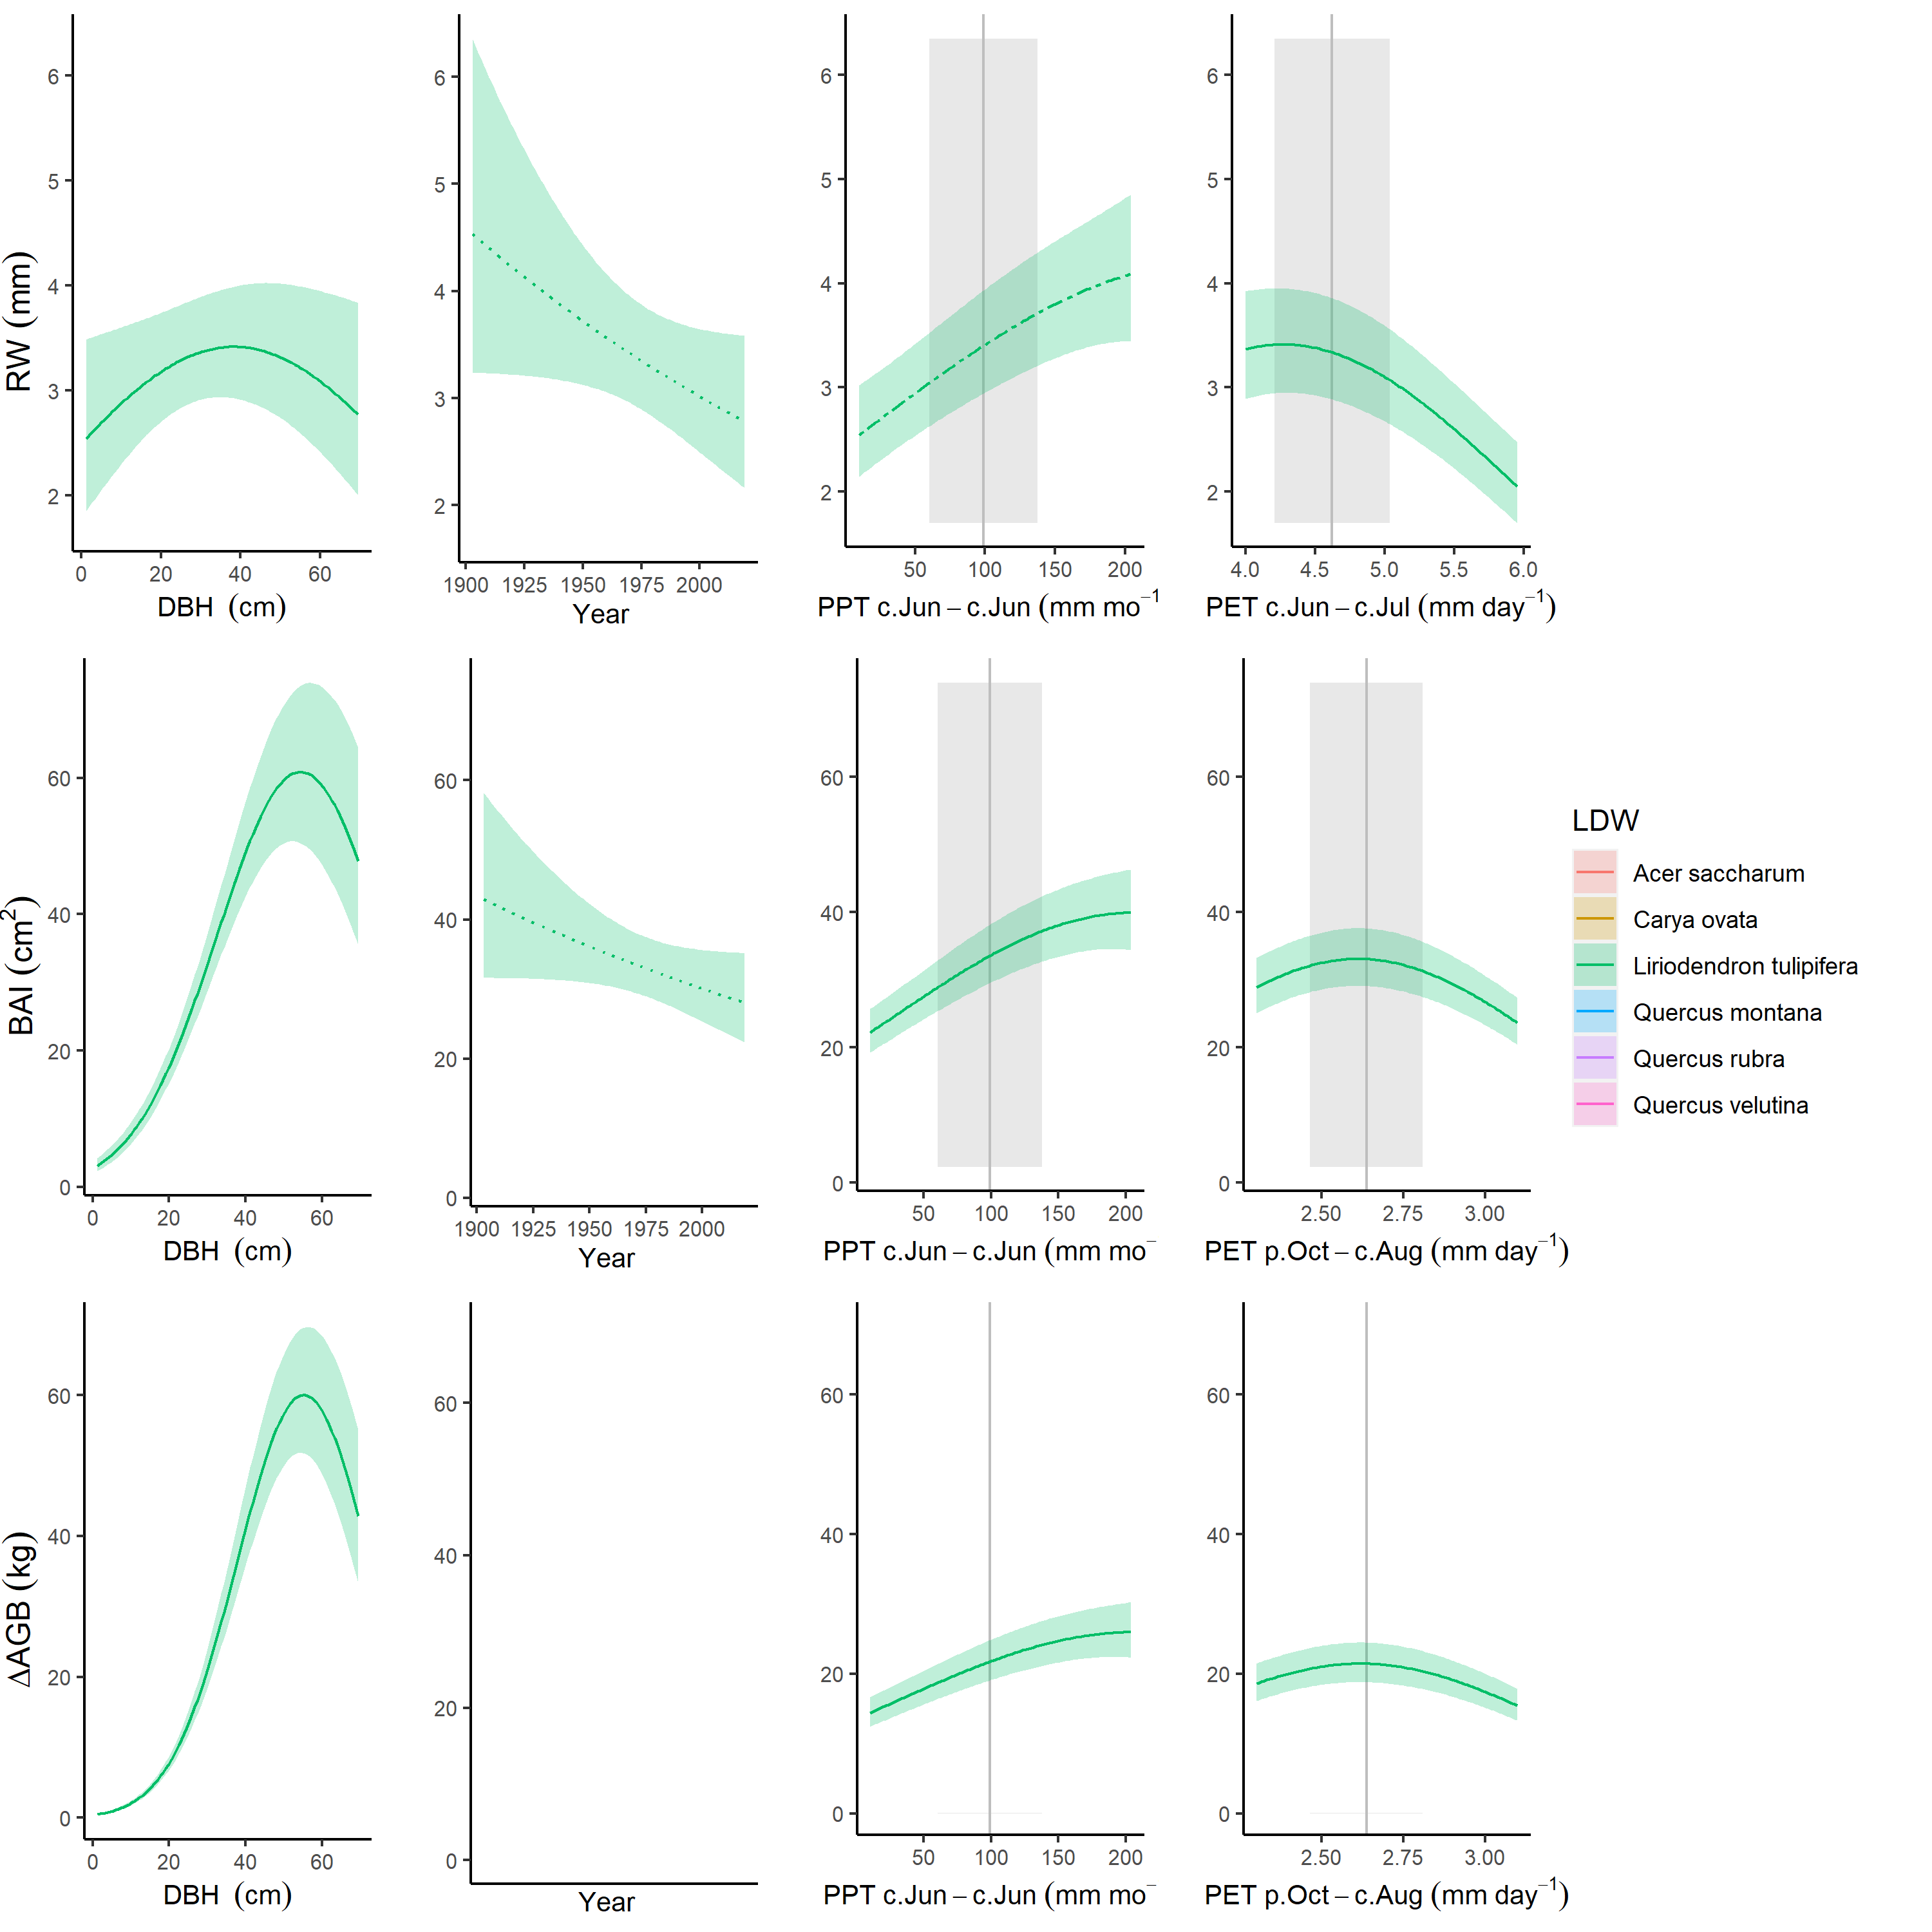 RW (mm)
6
5
4
3
2
0 20 40 60
DBH (cm)
6
5
4
3
2
1900 1925 1950 1975 2000
Year
6
5
4
3
2
50 100 150 200
PPT c.Jun – c.Jun (mm mo⁻¹
6
5
4
3
2
4.0 4.5 5.0 5.5 6.0
PET c.Jun – c.Jul (mm day⁻¹)
BAI (cm²)
60
40
20
0
0 20 40 60
DBH (cm)
60
40
20
0
1900 1925 1950 1975 2000
Year
60
40
20
0
50 100 150 200
PPT c.Jun – c.Jun (mm mo⁻
60
40
20
0
2.50 2.75 3.00
PET p.Oct – c.Aug (mm day⁻¹)
LDW
Acer saccharum
Carya ovata
Liriodendron tulipifera
Quercus montana
Quercus rubra
Quercus velutina
ΔAGB (kg)
60
40
20
0
0 20 40 60
DBH (cm)
60
40
20
0
Year
60
40
20
0
50 100 150 200
PPT c.Jun – c.Jun (mm mo⁻
60
40
20
0
2.50 2.75 3.00
PET p.Oct – c.Aug (mm day⁻¹)